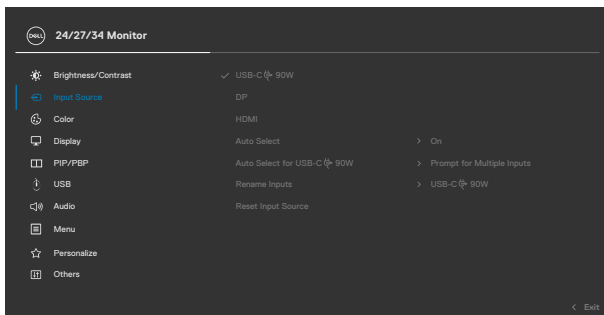 DELL 24/27/34 Monitor
Brightness/Contrast
Input Source
Color
Display
PIP/PBP
USB
Audio
Menu
Personalize
Others
USB-C 90W
DP
HDMI
Auto Select > On
Auto Select for USB-C 90W > Prompt for Multiple Inputs
Rename Inputs > USB-C 90W
Reset Input Source
< Exit